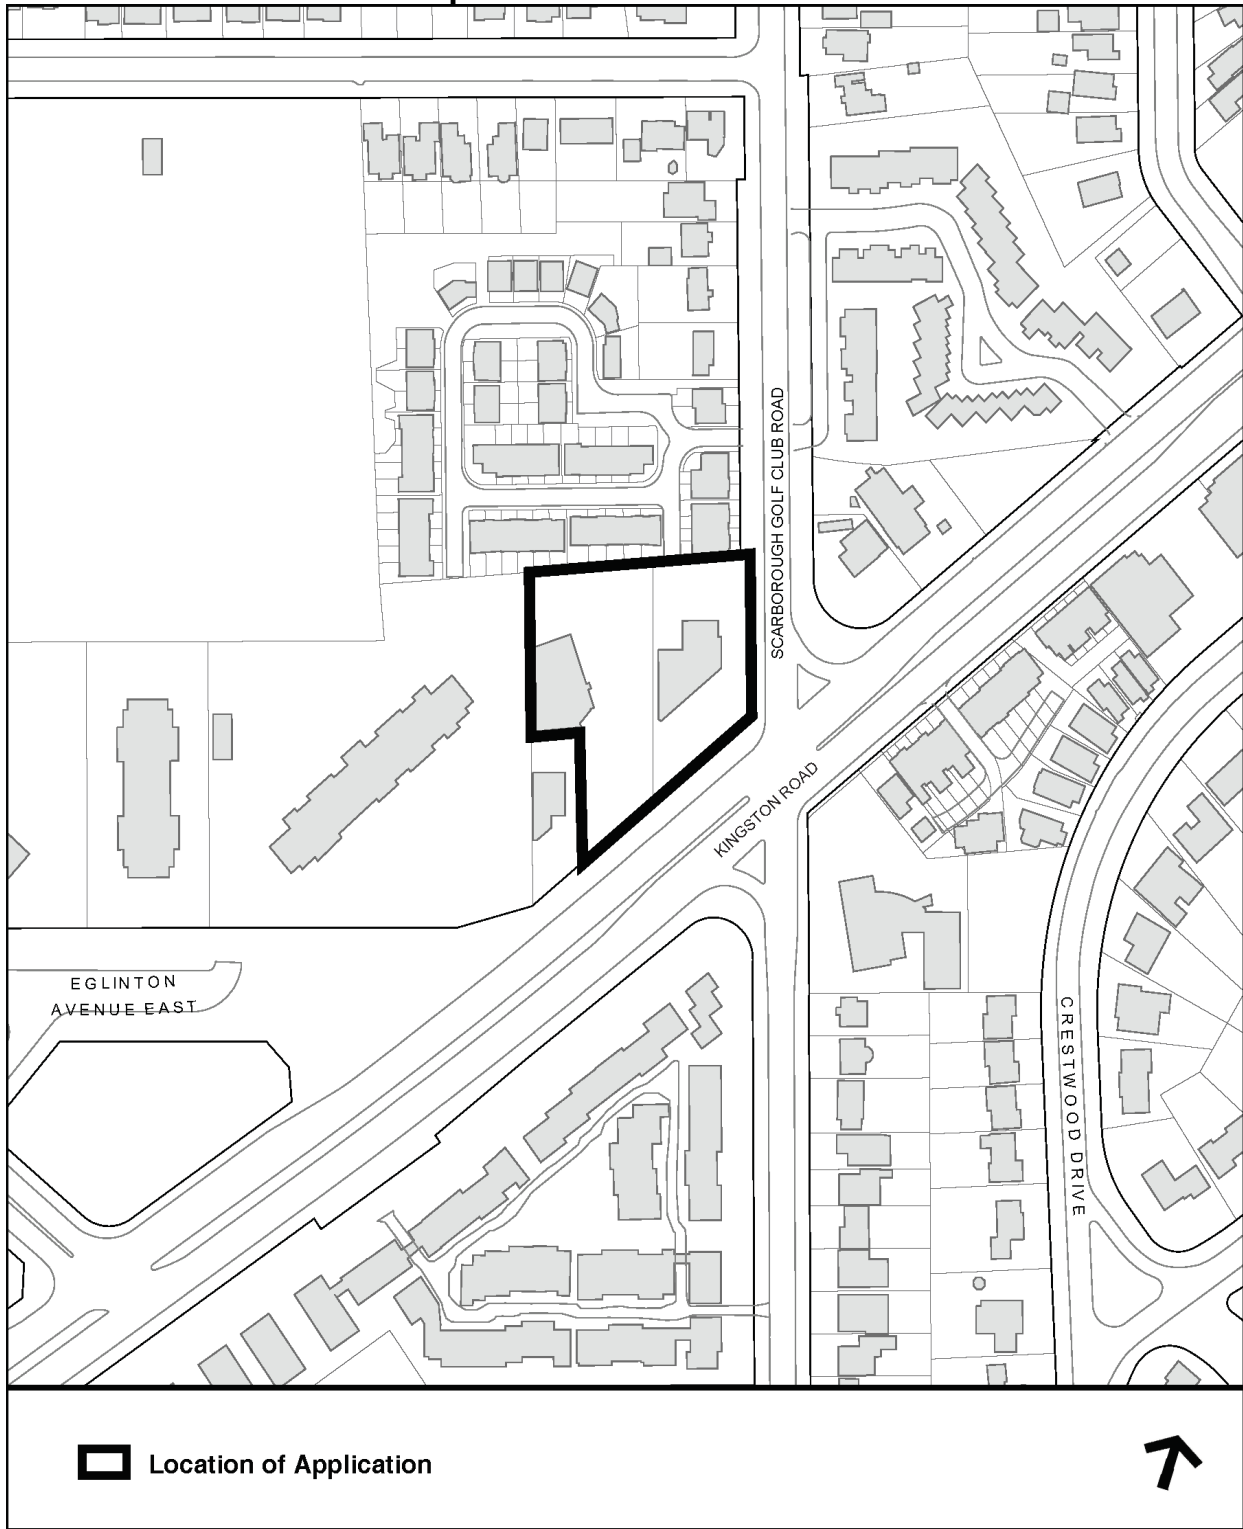 SCARBOROUGH GOLF CLUB ROAD
KINGSTON ROAD
EGLINTON
AVENUE EAST
CRESTWOOD DRIVE
Location of Application